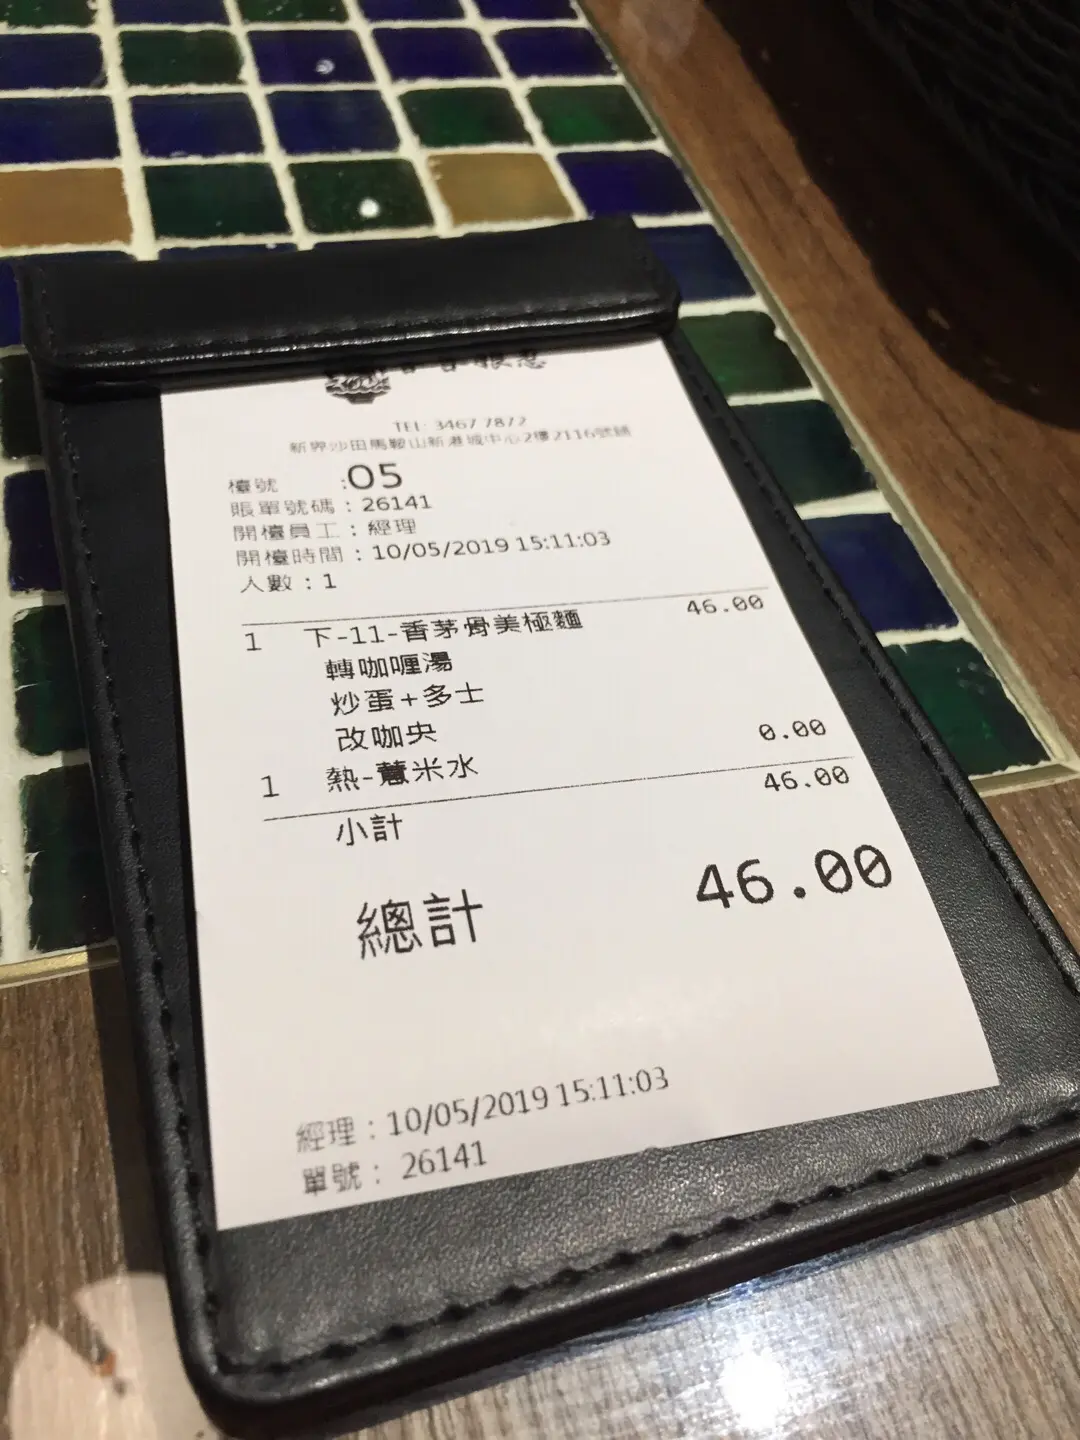 TEL: 3467 7872
新界沙田馬鞍山新港城中心2樓2116號鋪
檯號 :05
賬單號碼 : 26141
開檯員工 : 經理
開檯時間 : 10/05/2019 15:11:03
人數 : 1
1 下-11-香茅骨美極麵 46.00
轉咖喱湯
炒蛋+多士
改咖央
1 熱-薏米水 0.00
小計 46.00
總計 46.00
經理 : 10/05/2019 15:11:03
單號 : 26141